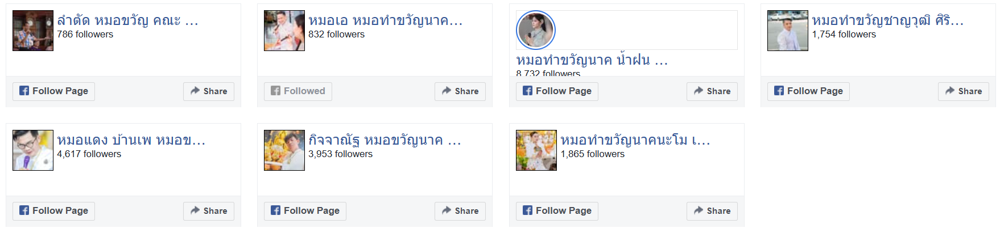 ลำตัด หมอขวัญ คณะ ...
786 followers
Follow Page
Share
หมอเอ หมอทำขวัญนาค...
832 followers
Followed
Share
หมอทำขวัญนาค น้ำฝน ...
8,732 followers
Follow Page
Share
หมอทำขวัญชาญวุฒิ ศิริ...
1,754 followers
Follow Page
Share
หมอแดง บ้านเพ หมอข...
4,617 followers
Follow Page
Share
กิจจาณัฐ หมอขวัญนาค ...
3,953 followers
Follow Page
Share
หมอทำขวัญนาคนะโม เ...
1,865 followers
Follow Page
Share